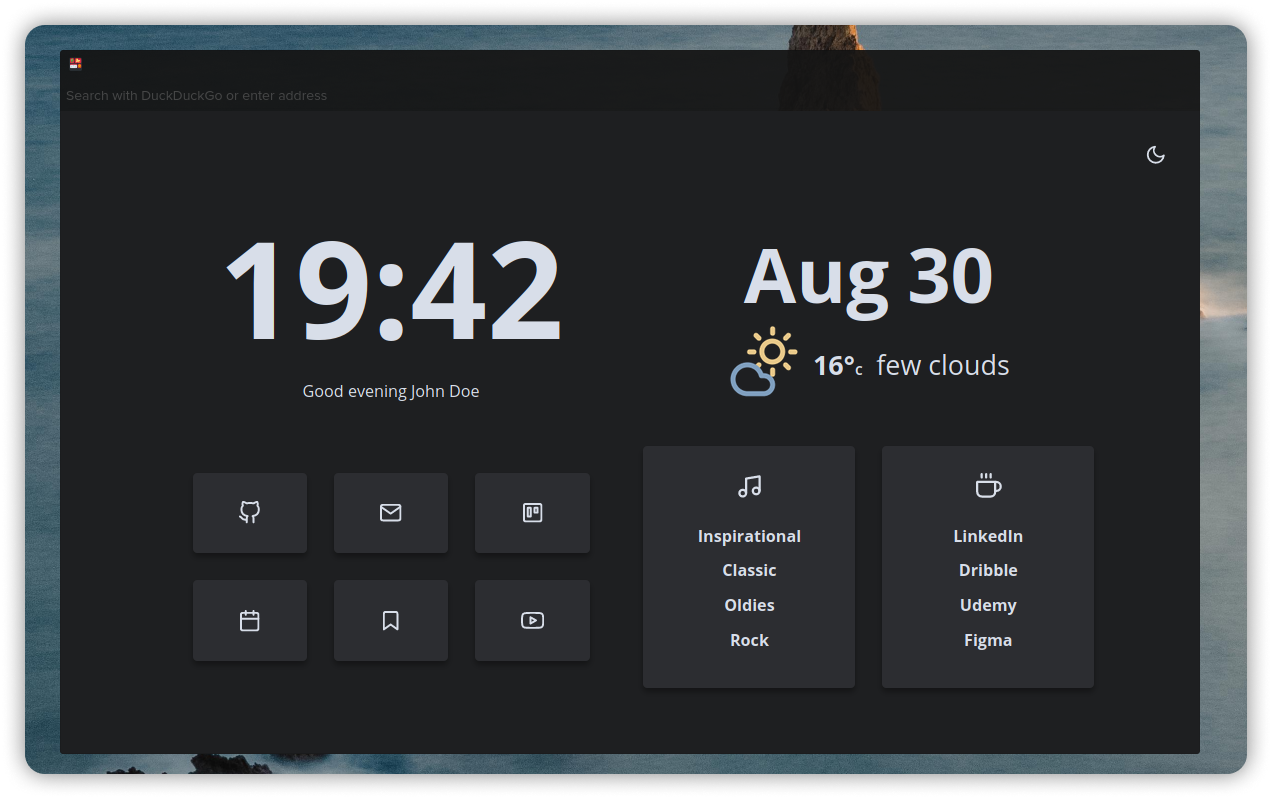 Search with DuckDuckGo or enter address
19:42
Good evening John Doe
Aug 30
16°c few clouds
Inspirational
Classic
Oldies
Rock
LinkedIn
Dribble
Udemy
Figma